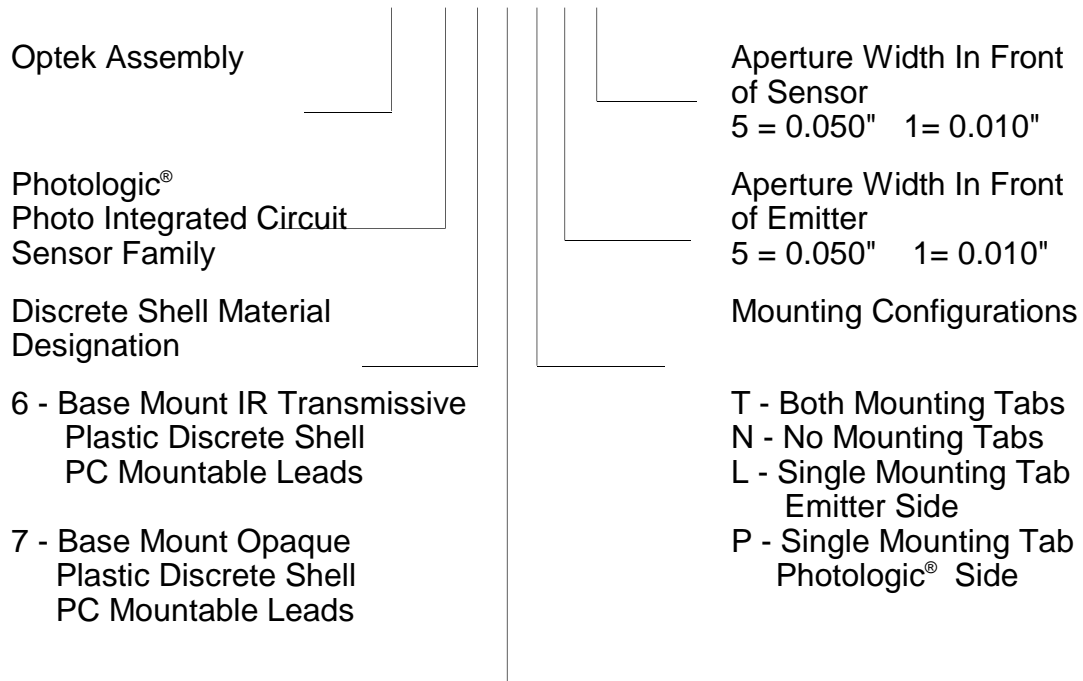 Optek Assembly
Photologic®
Photo Integrated Circuit
Sensor Family
Discrete Shell Material
Designation
6 - Base Mount IR Transmissive
Plastic Discrete Shell
PC Mountable Leads
7 - Base Mount Opaque
Plastic Discrete Shell
PC Mountable Leads
Aperture Width In Front
of Sensor
5 = 0.050" 1= 0.010"
Aperture Width In Front
of Emitter
5 = 0.050" 1= 0.010"
Mounting Configurations
T - Both Mounting Tabs
N - No Mounting Tabs
L - Single Mounting Tab
Emitter Side
P - Single Mounting Tab
Photologic® Side